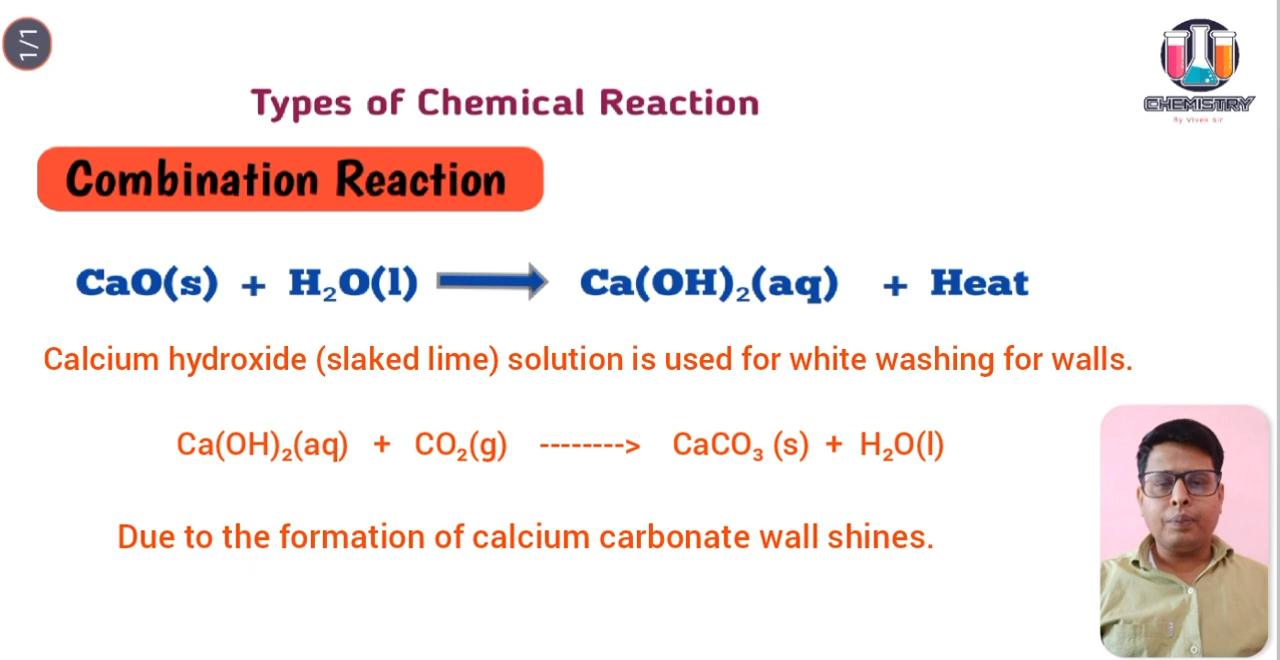 1/1
CHEMISTRY
By Vivek sir
Types of Chemical Reaction
Combination Reaction
CaO(s) + H₂O(l) ⟶ Ca(OH)₂(aq) + Heat
Calcium hydroxide (slaked lime) solution is used for white washing for walls.
Ca(OH)₂(aq) + CO₂(g) --------> CaCO₃ (s) + H₂O(l)
Due to the formation of calcium carbonate wall shines.